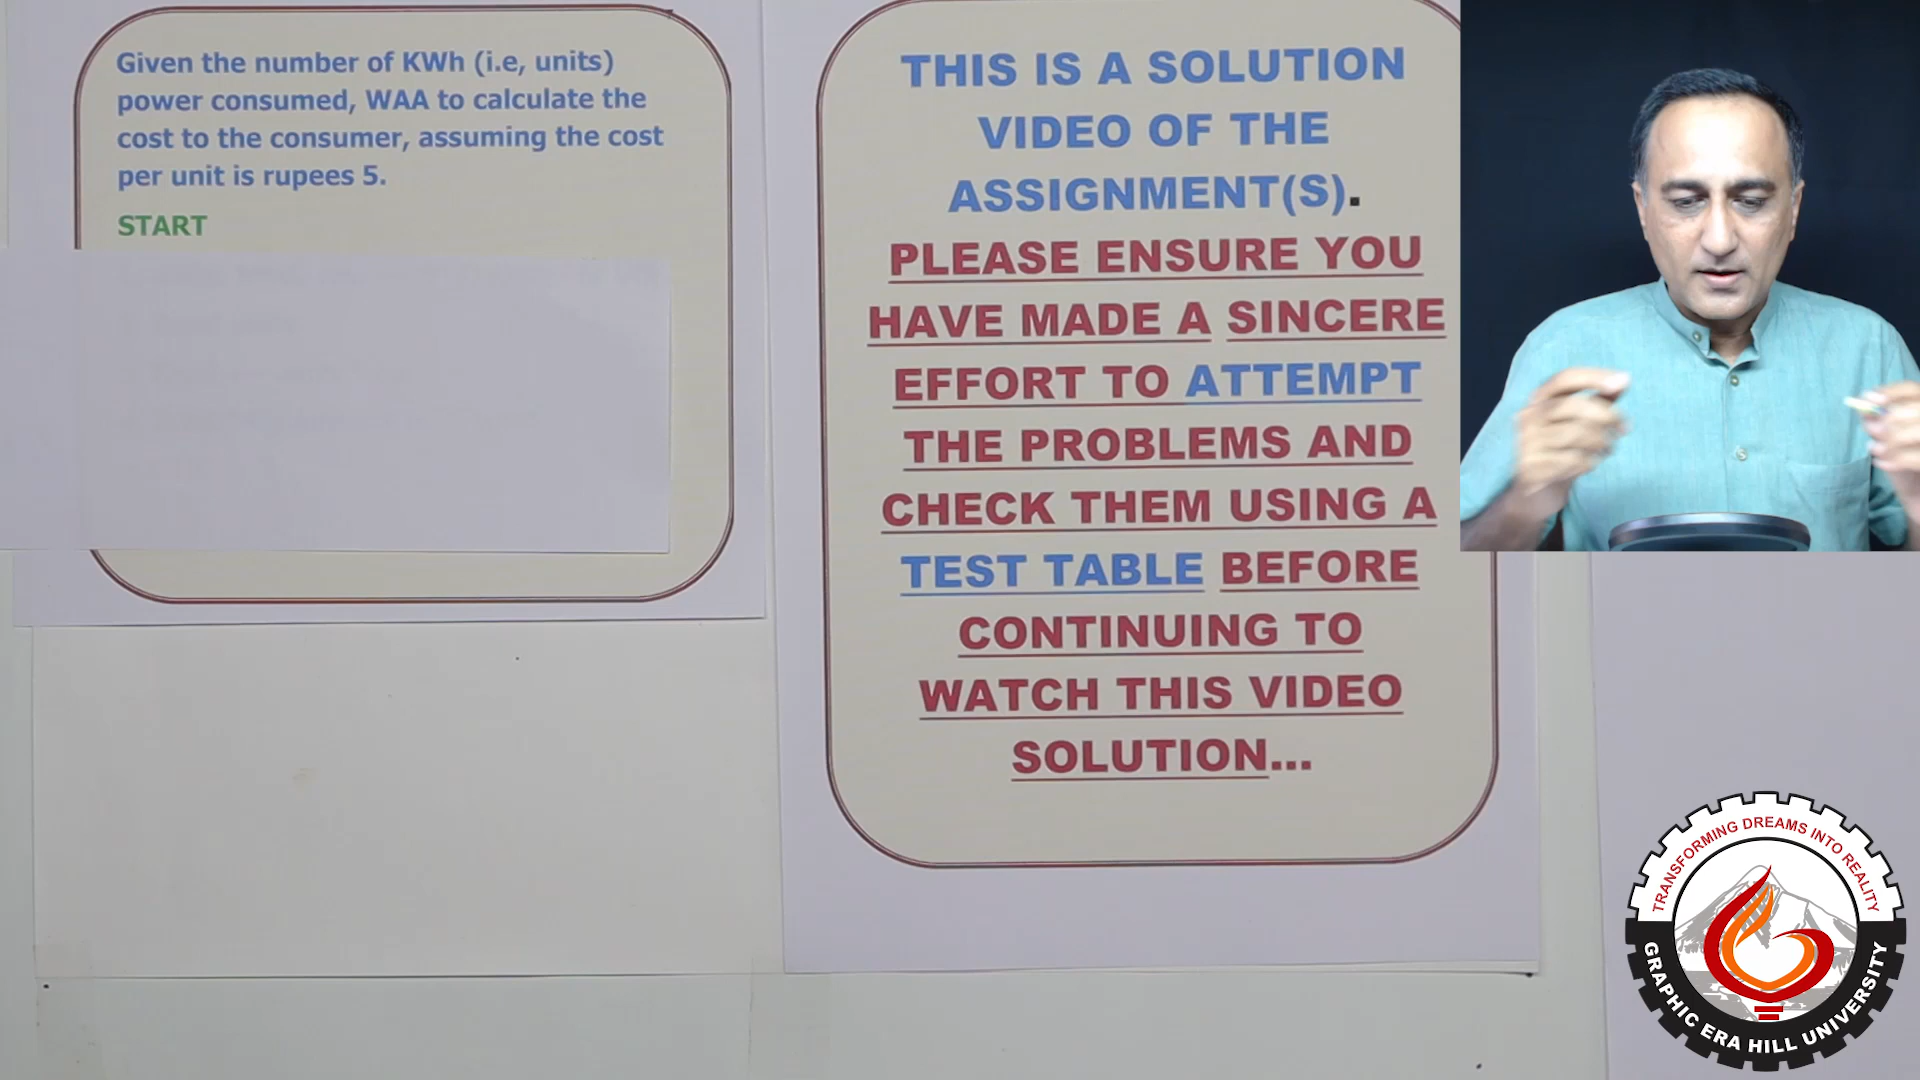 Given the number of KWh (i.e, units)
power consumed, WAA to calculate the
cost to the consumer, assuming the cost
per unit is rupees 5.
START
THIS IS A SOLUTION
VIDEO OF THE
ASSIGNMENT(S).
PLEASE ENSURE YOU
HAVE MADE A SINCERE
EFFORT TO ATTEMPT
THE PROBLEMS AND
CHECK THEM USING A
TEST TABLE BEFORE
CONTINUING TO
WATCH THIS VIDEO
SOLUTION...
TRANSFORMING DREAMS INTO REALITY
GRAPHIC ERA HILL UNIVERSITY